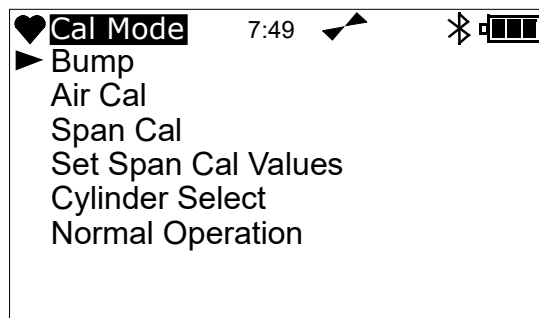 Cal Mode 7:49
Bump
Air Cal
Span Cal
Set Span Cal Values
Cylinder Select
Normal Operation